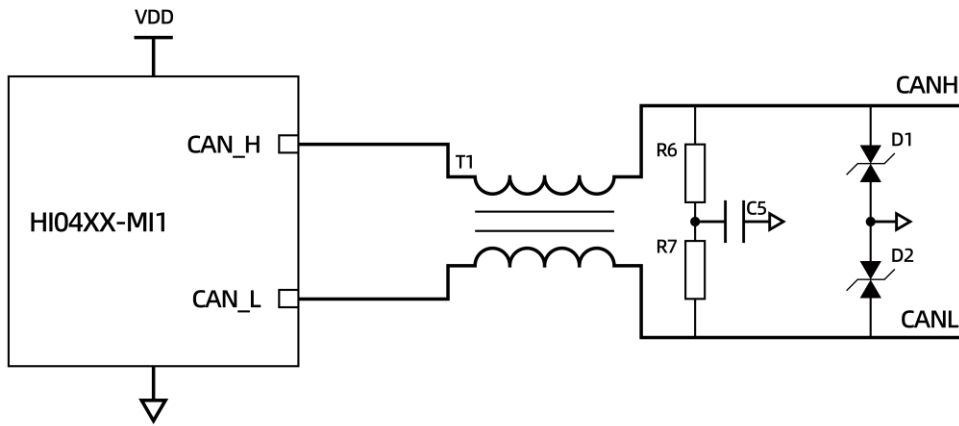 VDD
CANH
CAN_H
T1
R6
D1
C5
HI04XX-MI1
R7
D2
CAN_L
CANL